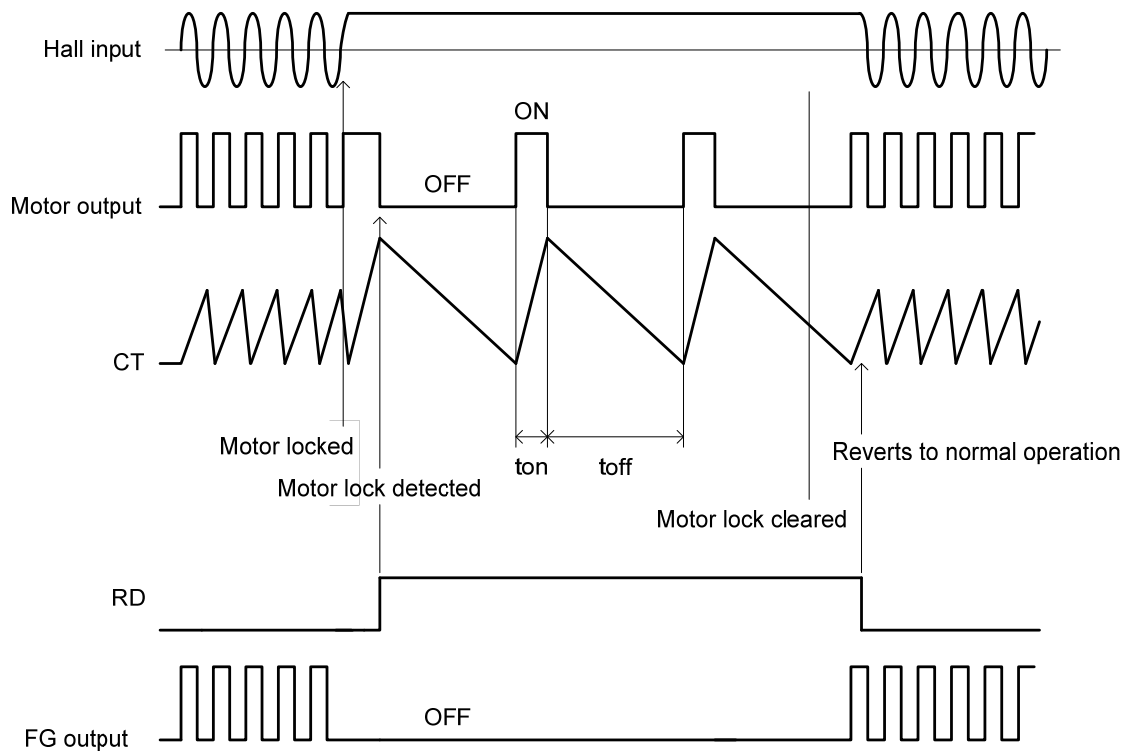 Hall input
ON
OFF
Motor output
CT
Motor locked
ton
toff
Reverts to normal operation
Motor lock detected
Motor lock cleared
RD
OFF
FG output